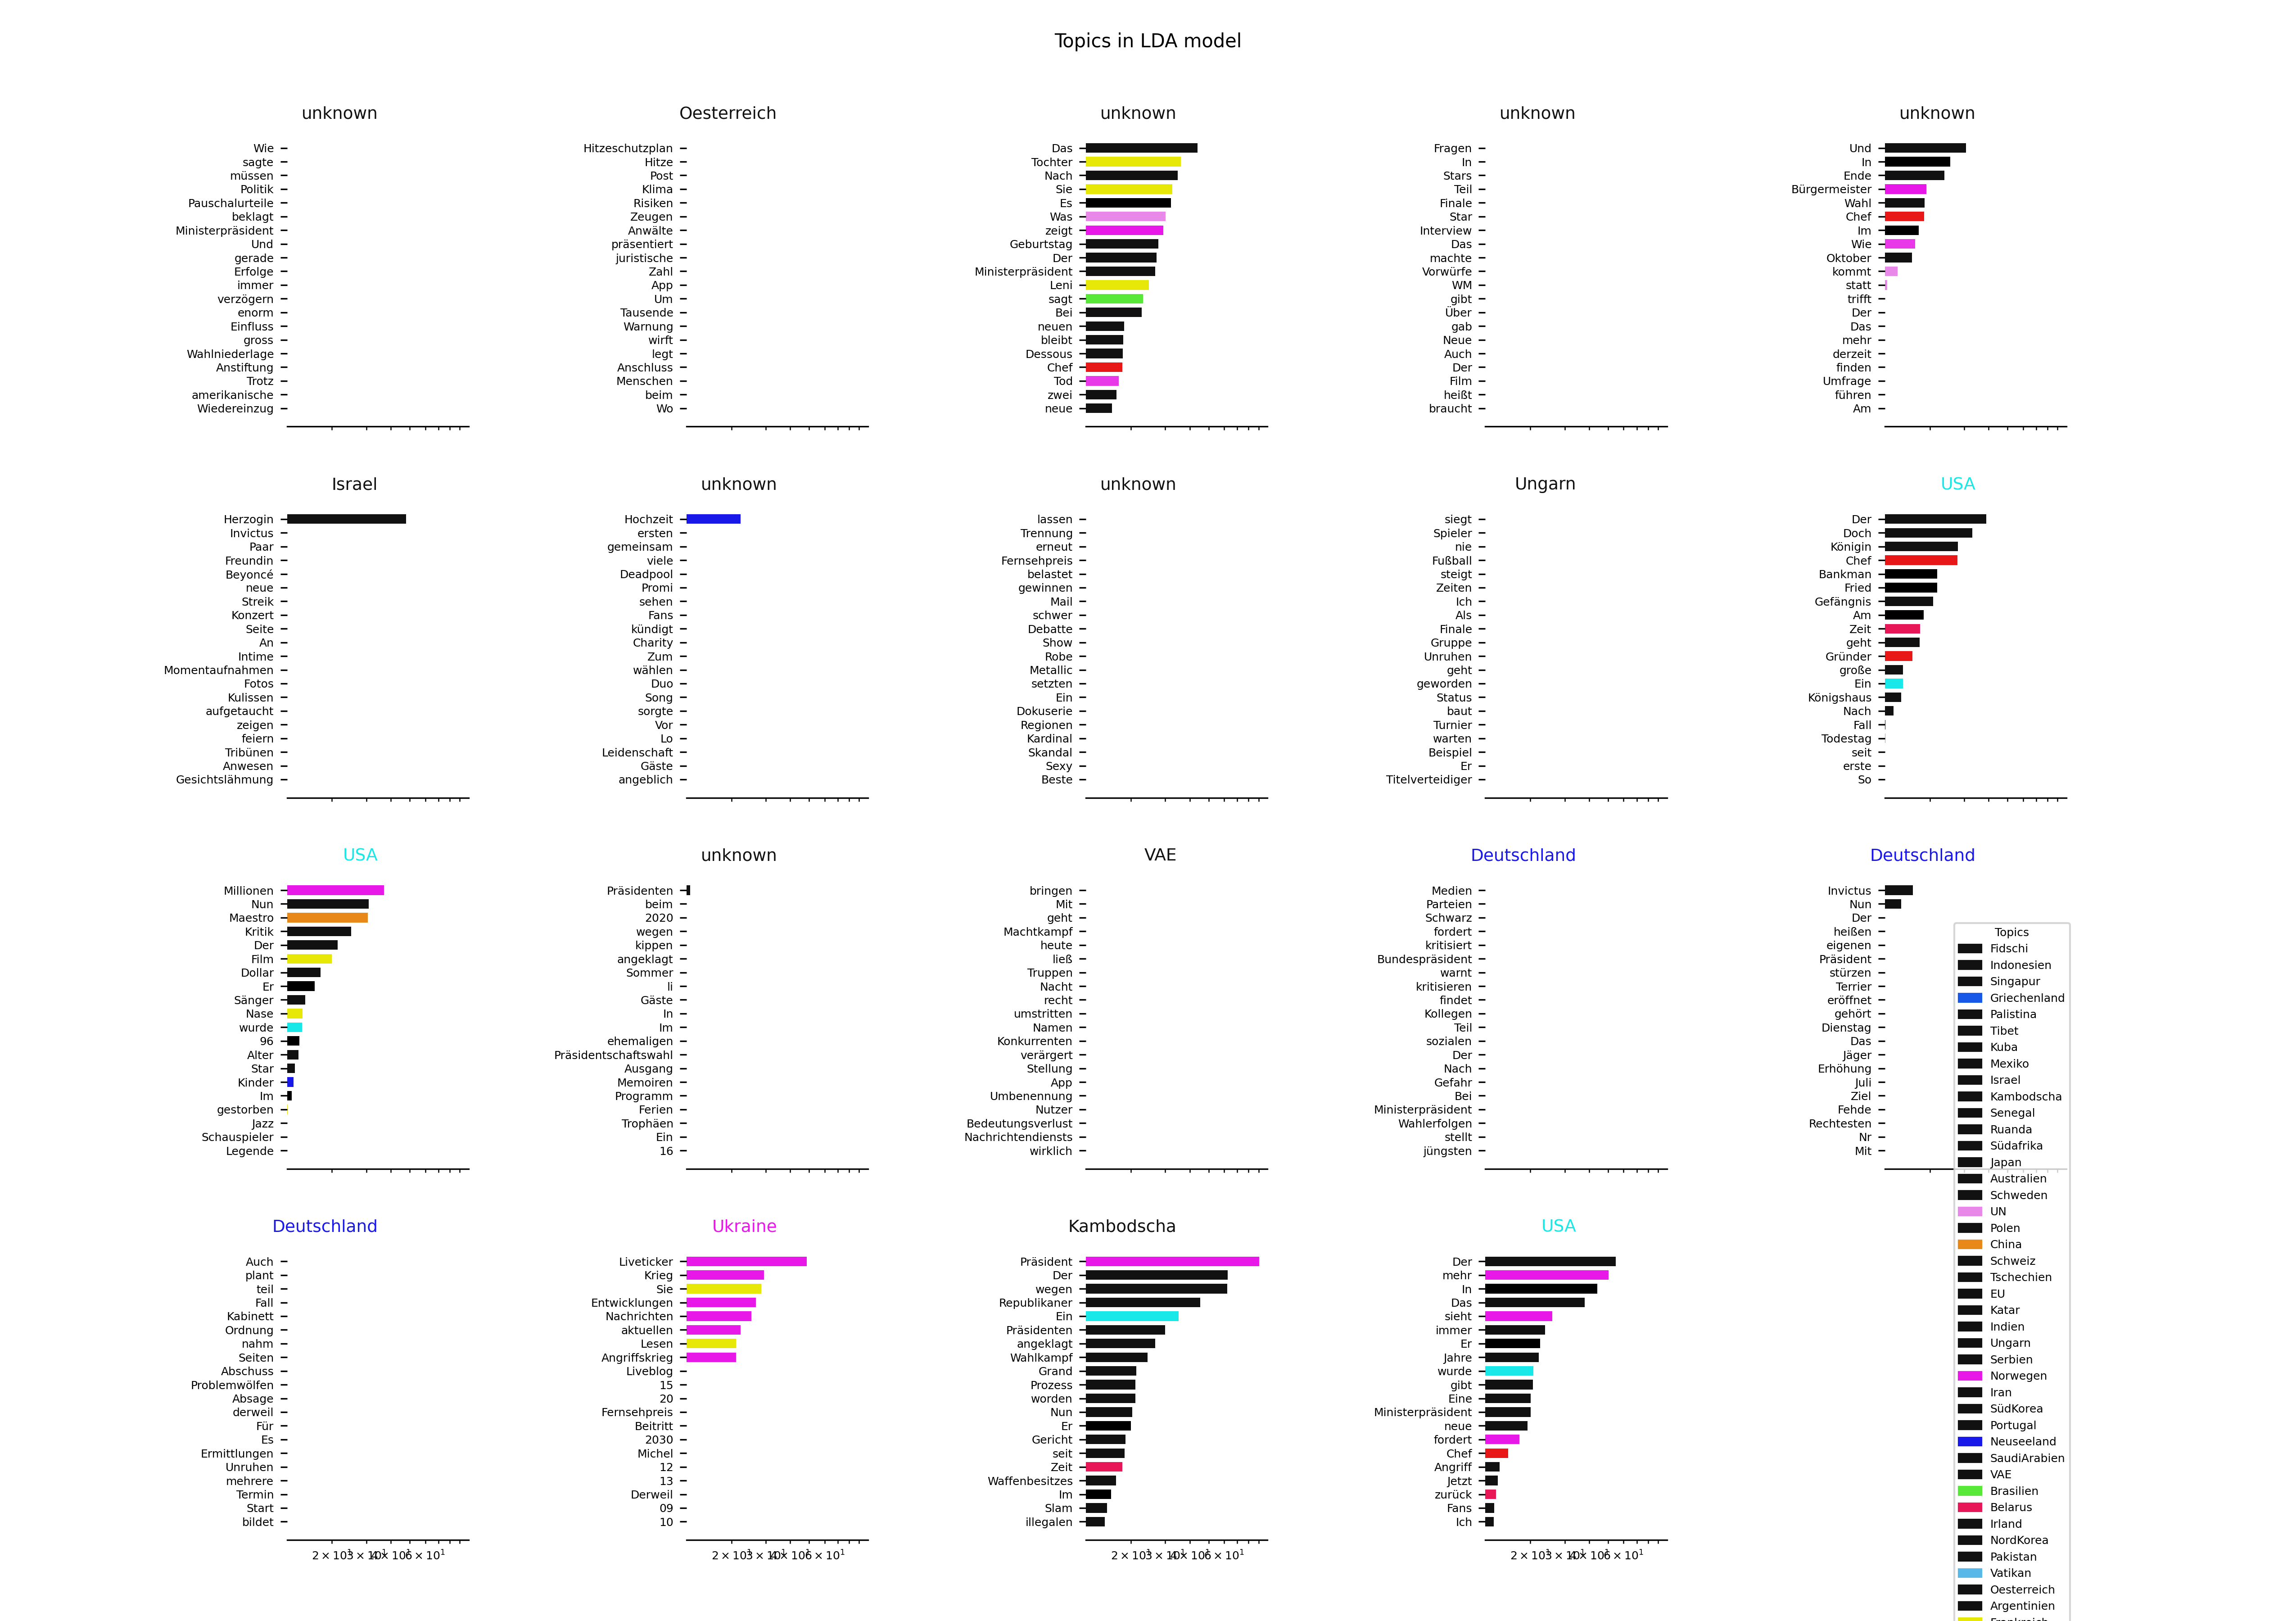 Topics in LDA model
unknown
Wie
sagte
müssen
Politik
Pauschalurteile
beklagt
Ministerpräsident
Und
gerade
Erfolge
immer
verzögern
enorm
Einfluss
gross
Wahlniederlage
Anstiftung
Trotz
amerikanische
Wiedereinzug
Oesterreich
Hitzeschutzplan
Hitze
Post
Klima
Risiken
Zeugen
Anwälte
präsentiert
juristische
Zahl
App
Um
Tausende
Warnung
wirft
legt
Anschluss
Menschen
beim
Wo
unknown
Das
Tochter
Nach
Sie
Es
Was
zeigt
Geburtstag
Der
Ministerpräsident
Leni
sagt
Bei
neuen
bleibt
Dessous
Chef
Tod
zwei
neue
unknown
Fragen
In
Stars
Teil
Finale
Star
Interview
Das
machte
Vorwürfe
WM
gibt
Über
gab
Neue
Auch
Der
Film
heißt
braucht
unknown
Und
In
Ende
Bürgermeister
Wahl
Chef
Im
Wie
Oktober
kommt
statt
trifft
Der
Das
mehr
derzeit
finden
Umfrage
führen
Am
Israel
Herzogin
Invictus
Paar
Freundin
Beyoncé
neue
Streik
Konzert
Seite
An
Intime
Momentaufnahmen
Fotos
Kulissen
aufgetaucht
zeigen
feiern
Tribünen
Anwesen
Gesichtslähmung
unknown
Hochzeit
ersten
gemeinsam
viele
Deadpool
Promi
sehen
Fans
kündigt
Charity
Zum
wählen
Duo
Song
sorgte
Vor
Lo
Leidenschaft
Gäste
angeblich
unknown
lassen
Trennung
erneut
Fernsehpreis
belastet
gewinnen
Mail
schwer
Debatte
Show
Robe
Metallic
setzten
Ein
Dokuserie
Regionen
Kardinal
Skandal
Sexy
Beste
Ungarn
siegt
Spieler
nie
Fußball
steigt
Zeiten
Ich
Als
Finale
Gruppe
Unruhen
geht
geworden
Status
baut
Turnier
warten
Beispiel
Er
Titelverteidiger
USA
Der
Doch
Königin
Chef
Bankman
Fried
Gefängnis
Am
Zeit
geht
Gründer
große
Ein
Königshaus
Nach
Fall
Todestag
seit
erste
So
USA
Millionen
Nun
Maestro
Kritik
Der
Film
Dollar
Er
Sänger
Nase
wurde
96
Alter
Star
Kinder
Im
gestorben
Jazz
Schauspieler
Legende
unknown
Präsidenten
beim
2020
wegen
kippen
angeklagt
Sommer
li
Gäste
In
Im
ehemaligen
Präsidentschaftswahl
Ausgang
Memoiren
Programm
Ferien
Trophäen
Ein
16
VAE
bringen
Mit
geht
Machtkampf
heute
ließ
Truppen
Nacht
recht
umstritten
Namen
Konkurrenten
verärgert
Stellung
App
Umbenennung
Nutzer
Bedeutungsverlust
Nachrichtendiensts
wirklich
Deutschland
Medien
Parteien
Schwarz
fordert
kritisiert
Bundespräsident
warnt
kritisieren
findet
Kollegen
Teil
sozialen
Der
Nach
Gefahr
Bei
Ministerpräsident
Wahlerfolgen
stellt
jüngsten
Deutschland
Invictus
Nun
Der
heißen
eigenen
Präsident
stürzen
Terrier
eröffnet
gehört
Dienstag
Das
Jäger
Erhöhung
Juli
Ziel
Fehde
Rechtesten
Nr
Mit
Deutschland
Auch
plant
teil
Fall
Kabinett
Ordnung
nahm
Seiten
Abschuss
Problemwölfen
Absage
derweil
Für
Es
Ermittlungen
Unruhen
mehrere
Termin
Start
bildet
Ukraine
Liveticker
Krieg
Sie
Entwicklungen
Nachrichten
aktuellen
Lesen
Angriffskrieg
Liveblog
15
20
Fernsehpreis
Beitritt
2030
Michel
12
13
Derweil
09
10
Kambodscha
Präsident
Der
wegen
Republikaner
Ein
Präsidenten
angeklagt
Wahlkampf
Grand
Prozess
worden
Nun
Er
Gericht
seit
Zeit
Waffenbesitzes
Im
Slam
illegalen
USA
Der
mehr
In
Das
sieht
immer
Er
Jahre
wurde
gibt
Eine
Ministerpräsident
neue
fordert
Chef
Angriff
Jetzt
zurück
Fans
Ich
Topics
Fidschi
Indonesien
Singapur
Griechenland
Palistina
Tibet
Kuba
Mexiko
Israel
Kambodscha
Senegal
Ruanda
Südafrika
Japan
Australien
Schweden
UN
Polen
China
Schweiz
Tschechien
EU
Katar
Indien
Ungarn
Serbien
Norwegen
Iran
SüdKorea
Portugal
Neuseeland
SaudiArabien
VAE
Brasilien
Belarus
Irland
NordKorea
Pakistan
Vatikan
Oesterreich
Argentinien